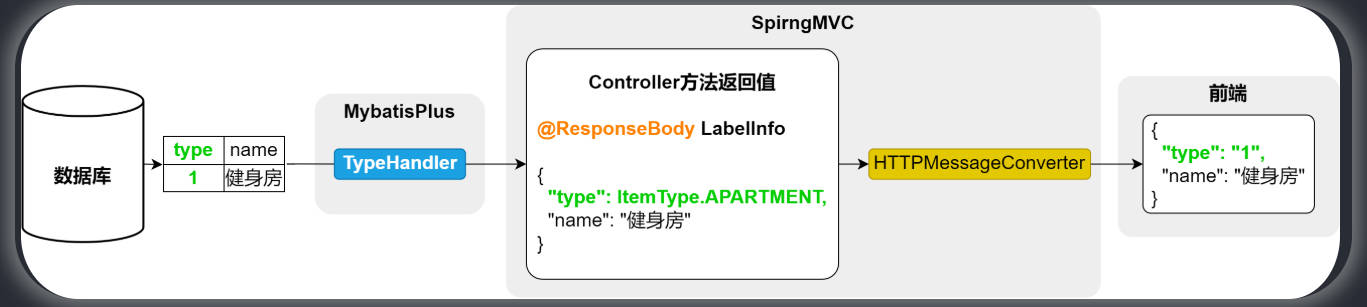 数据库
type name
1 健身房
MybatisPlus
TypeHandler
SpirngMVC
Controller方法返回值
@ResponseBody LabelInfo
{
"type": ItemType.APARTMENT,
"name": "健身房"
}
HTTPMessageConverter
前端
{
"type": "1",
"name": "健身房"
}